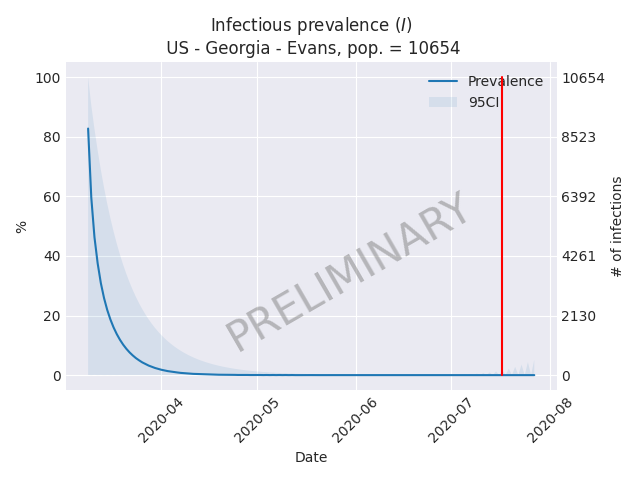 Infectious prevalence (I)
US - Georgia - Evans, pop. = 10654
100
80
60
40
20
0
%
10654
8523
6392
4261
2130
0
# of infections
Prevalence
95CI
PRELIMINARY
2020-04
2020-05
2020-06
2020-07
2020-08
Date